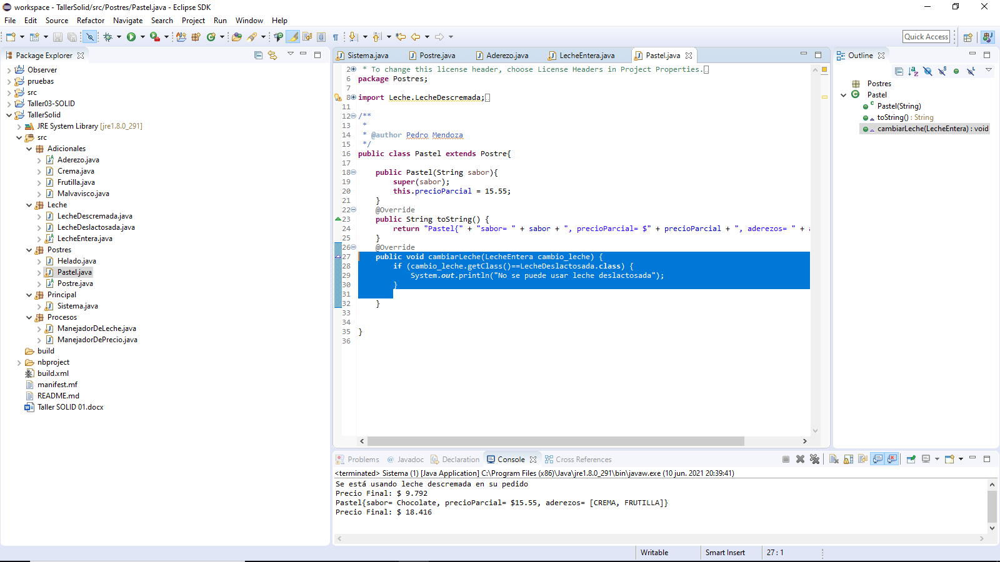 workspace - TallerSolid/src/Postres/Pastel.java - Eclipse SDK
File Edit Source Refactor Navigate Search Project Run Window Help
Quick Access
Package Explorer
Observer
pruebas
src
Taller03-SOLID
TallerSolid
JRE System Library [jre1.8.0_291]
src
Adicionales
Aderezo.java
Crema.java
Frutilla.java
Malvavisco.java
Leche
LecheDescremada.java
LecheDeslactosada.java
LecheEntera.java
Postres
Helado.java
Pastel.java
Postre.java
Principal
Sistema.java
Procesos
ManejadorDeLeche.java
ManejadorDePrecio.java
build
nbproject
build.xml
manifest.mf
README.md
Taller SOLID 01.docx
Sistema.java Postre.java Aderezo.java LecheEntera.java Pastel.java
2 * To change this license header, choose License Headers in Project Properties.
6 package Postres;
7
8 import Leche.LecheDescremada;
11
12 /**
13 *
14 * @author Pedro Mendoza
15 */
16 public class Pastel extends Postre{
17
18 public Pastel(String sabor){
19 super(sabor);
20 this.precioParcial = 15.55;
21 }
22 @Override
23 public String toString() {
24 return "Pastel{" + "sabor= " + sabor + ", precioParcial= $" + precioParcial + ", aderezos= " + a
25 }
26 @Override
27 public void cambiarLeche(LecheEntera cambio_leche) {
28 if (cambio_leche.getClass()==LecheDeslactosada.class) {
29 System.out.println("No se puede usar leche deslactosada");
30 }
31
32 }
33
34
35 }
36
Outline
Postres
Pastel
Pastel(String)
toString() : String
cambiarLeche(LecheEntera) : void
Problems @ Javadoc Declaration Console Cross References
<terminated> Sistema (1) [Java Application] C:\Program Files (x86)\Java\jre1.8.0_291\bin\javaw.exe (10 jun. 2021 20:39:41)
Se está usando leche descremada en su pedido
Precio Final: $ 9.792
Pastel{sabor= Chocolate, precioParcial= $15.55, aderezos= [CREMA, FRUTILLA]}
Precio Final: $ 18.416
Writable Smart Insert 27 : 1